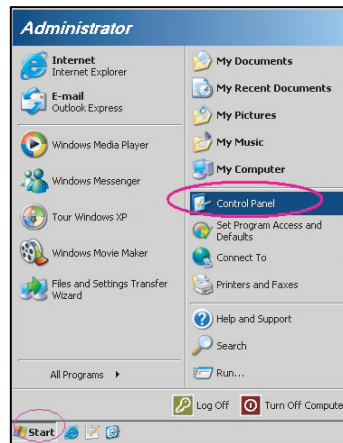 Administrator
Internet
Internet Explorer
E-mail
Outlook Express
Windows Media Player
Windows Messenger
Tour Windows XP
Windows Movie Maker
Files and Settings Transfer
Wizard
All Programs
My Documents
My Recent Documents
My Pictures
My Music
My Computer
Control Panel
Set Program Access and
Defaults
Connect To
Printers and Faxes
Help and Support
Search
Run...
Log Off
Turn Off Compute
Start